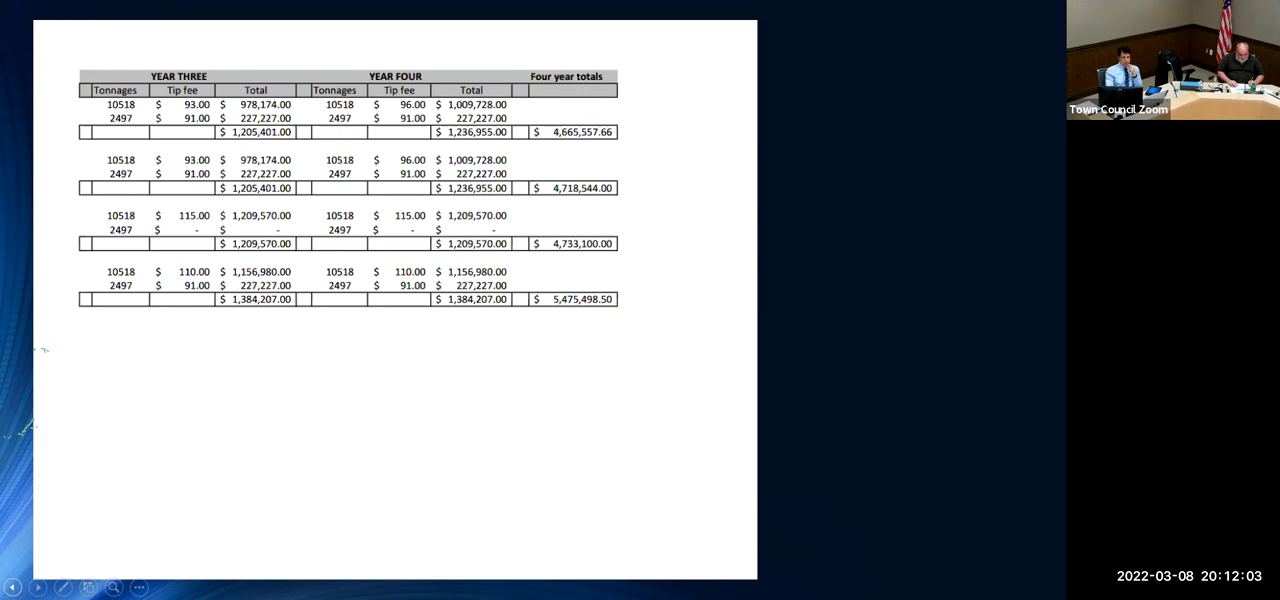 YEAR THREE YEAR FOUR Four year totals
Tonnages Tip fee Total Tonnages Tip fee Total
10518 $ 93.00 $ 978,174.00 10518 $ 96.00 $ 1,009,728.00
2497 $ 91.00 $ 227,227.00 2497 $ 91.00 $ 227,227.00
$ 1,205,401.00 $ 1,236,955.00 $ 4,665,557.66
10518 $ 93.00 $ 978,174.00 10518 $ 96.00 $ 1,009,728.00
2497 $ 91.00 $ 227,227.00 2497 $ 91.00 $ 227,227.00
$ 1,205,401.00 $ 1,236,955.00 $ 4,718,544.00
10518 $ 115.00 $ 1,209,570.00 10518 $ 115.00 $ 1,209,570.00
2497 $ - $ - 2497 $ - $ -
$ 1,209,570.00 $ 1,209,570.00 $ 4,733,100.00
10518 $ 110.00 $ 1,156,980.00 10518 $ 110.00 $ 1,156,980.00
2497 $ 91.00 $ 227,227.00 2497 $ 91.00 $ 227,227.00
$ 1,384,207.00 $ 1,384,207.00 $ 5,475,498.50
Town Council Zoom
2022-03-08 20:12:03